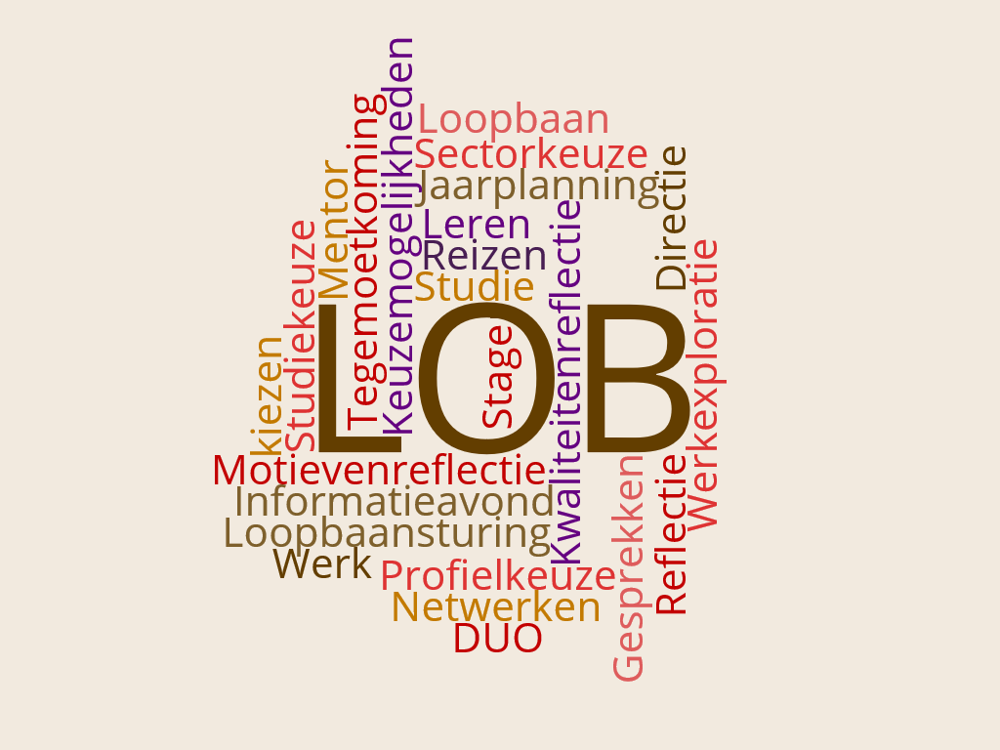 Keuzemogelijkheden
Tegemoetkoming
Loopbaan
Sectorkeuze
Jaarplanning
Directie
Mentor
Leren
Reizen
Studie
Kwaliteitenreflectie
Studiekeuze
Werkexploratie
LOB
Stage
kiezen
Motievenreflectie
Informatieavond
Loopbaansturing
Werk
Profielkeuze
Netwerken
DUO
Gesprekken
Reflectie